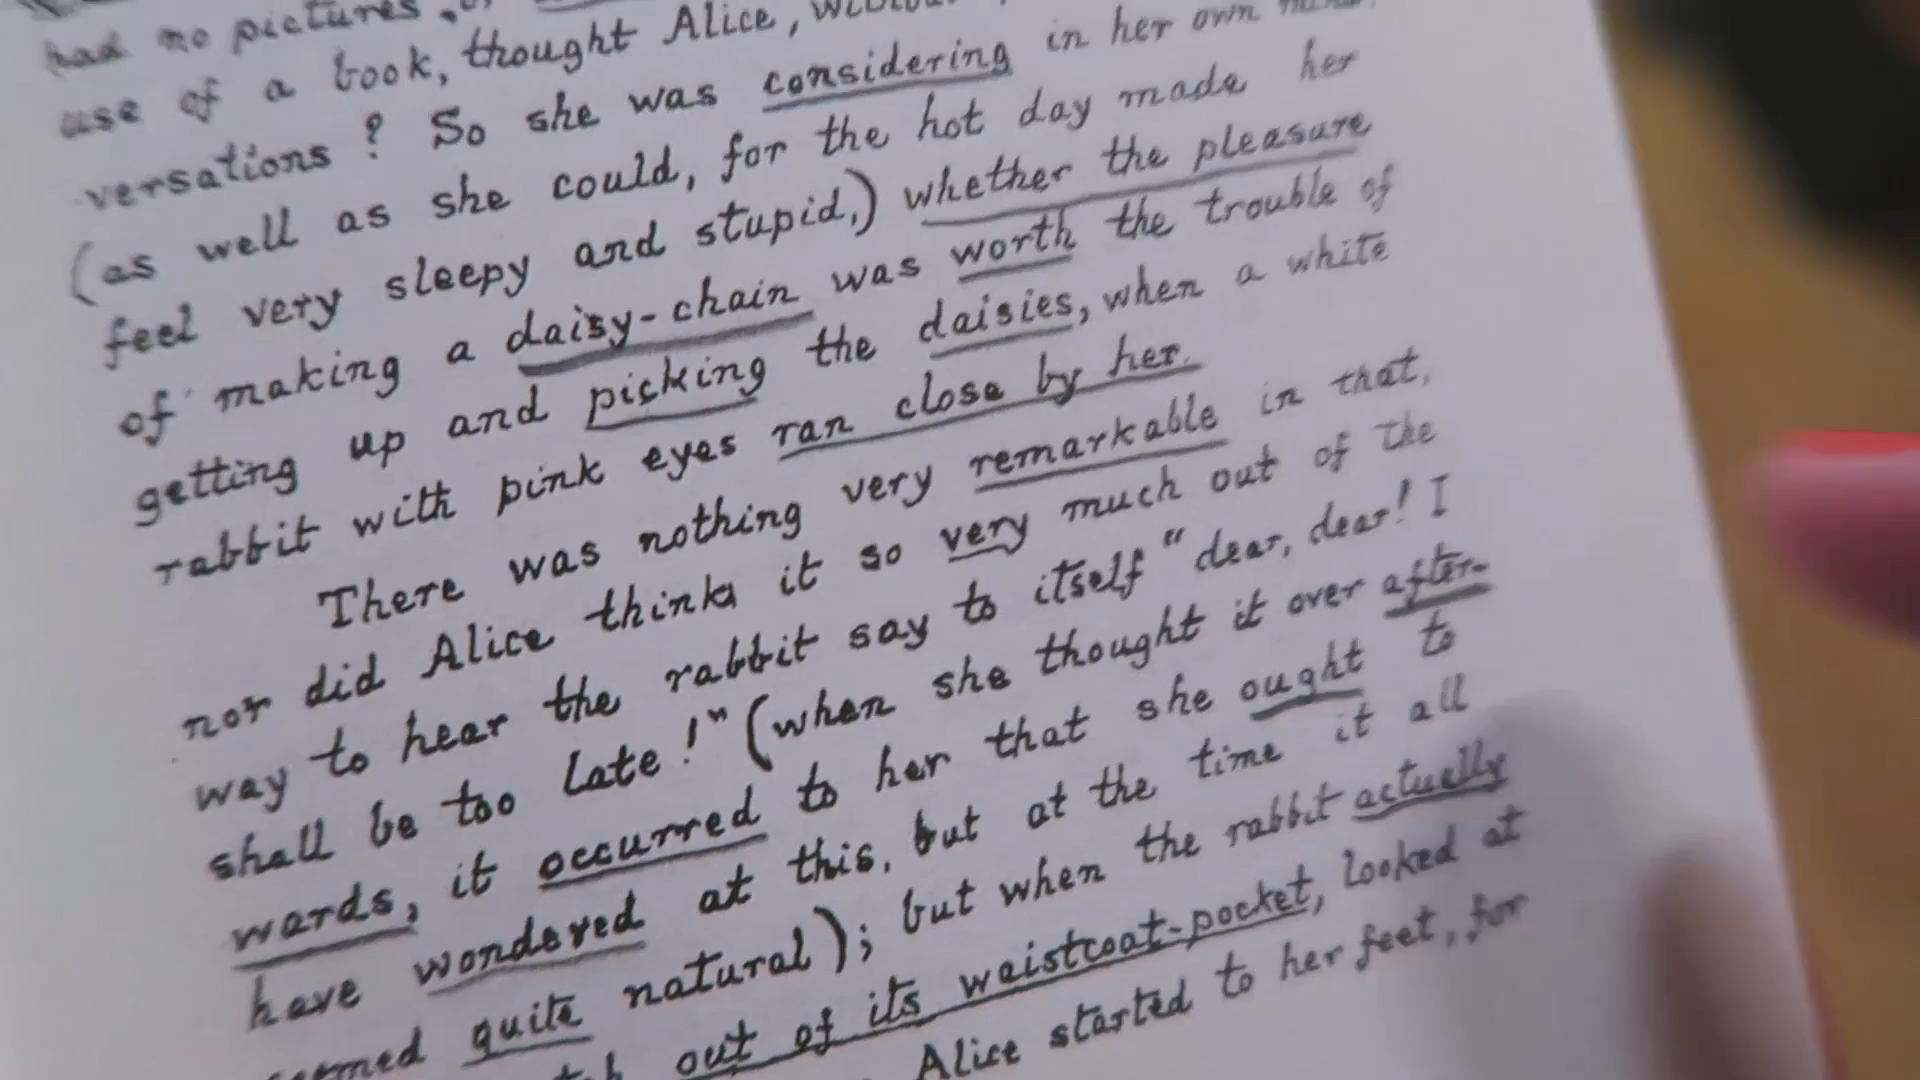 had no pictures
use of a book, thought Alice,
versations? So she was considering in her own
(as well as she could, for the hot day made her
feel very sleepy and stupid,) whether the pleasure
of making a daisy-chain was worth the trouble of
getting up and picking the daisies, when a white
rabbit with pink eyes ran close by her.
There was nothing very remarkable in that,
nor did Alice think it so very much out of the
way to hear the rabbit say to itself "dear, dear! I
shall be too late!" (when she thought it over after-
wards, it occurred to her that she ought to
have wondered at this, but at the time it all
quite natural); but when the rabbit actually
out of its waistcoat-pocket, looked at
Alice started to her feet, for